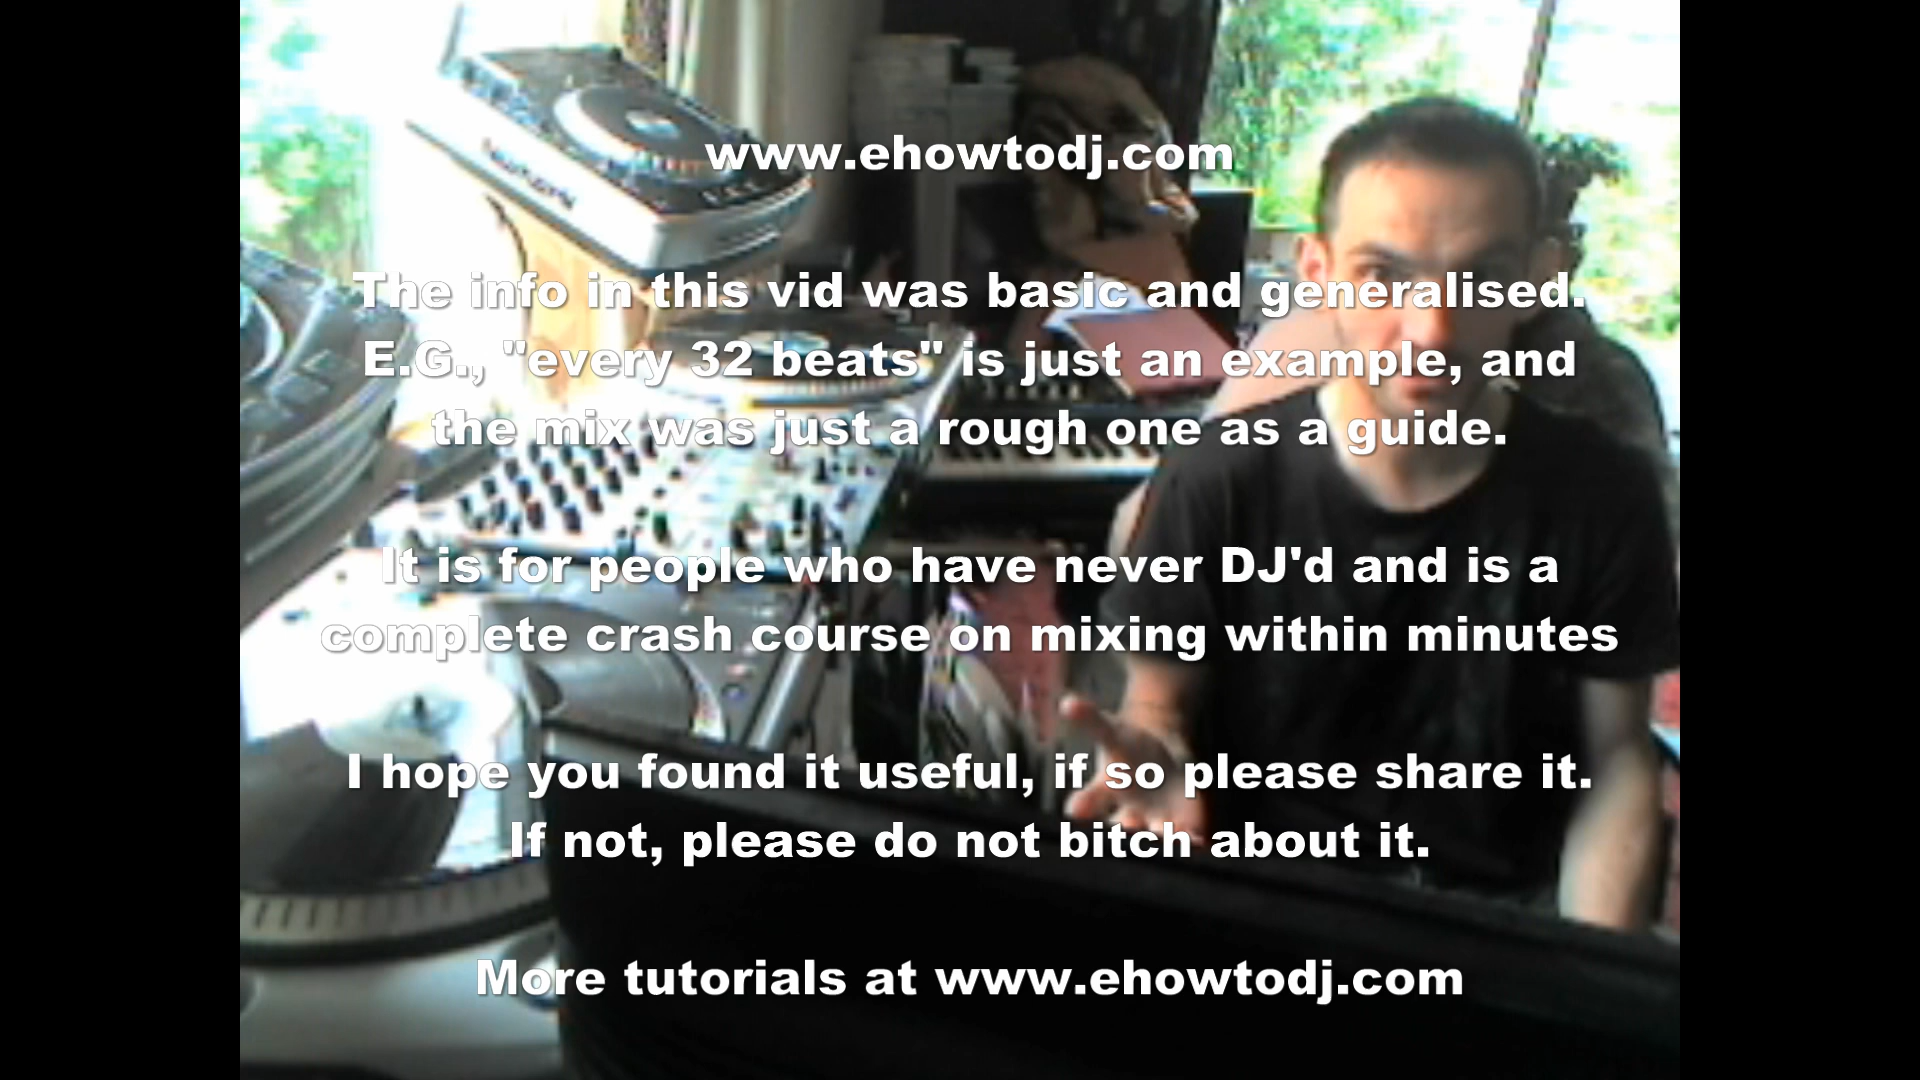 www.ehowtodj.com
The info in this vid was basic and generalised.
E.G., "every 32 beats" is just an example, and
the mix was just a rough one as a guide.
It is for people who have never DJ'd and is a
complete crash course on mixing within minutes
I hope you found it useful, if so please share it.
If not, please do not bitch about it.
More tutorials at www.ehowtodj.com